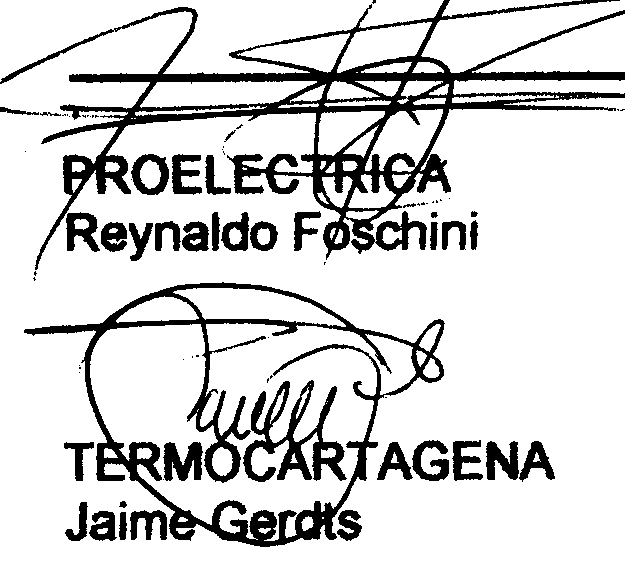 PROELECTRICA
Reynaldo Foschini
TERMOCARTAGENA
Jaime Gerdts